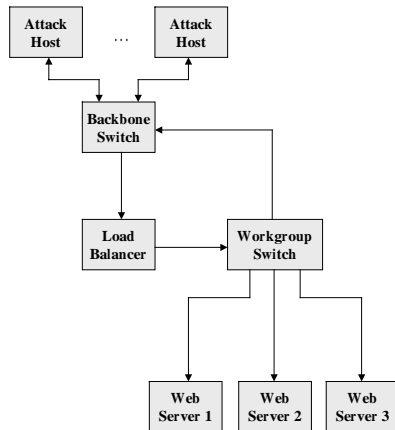 Attack
Host
...
Attack
Host
Backbone
Switch
Load
Balancer
Workgroup
Switch
Web
Server 1
Web
Server 2
Web
Server 3